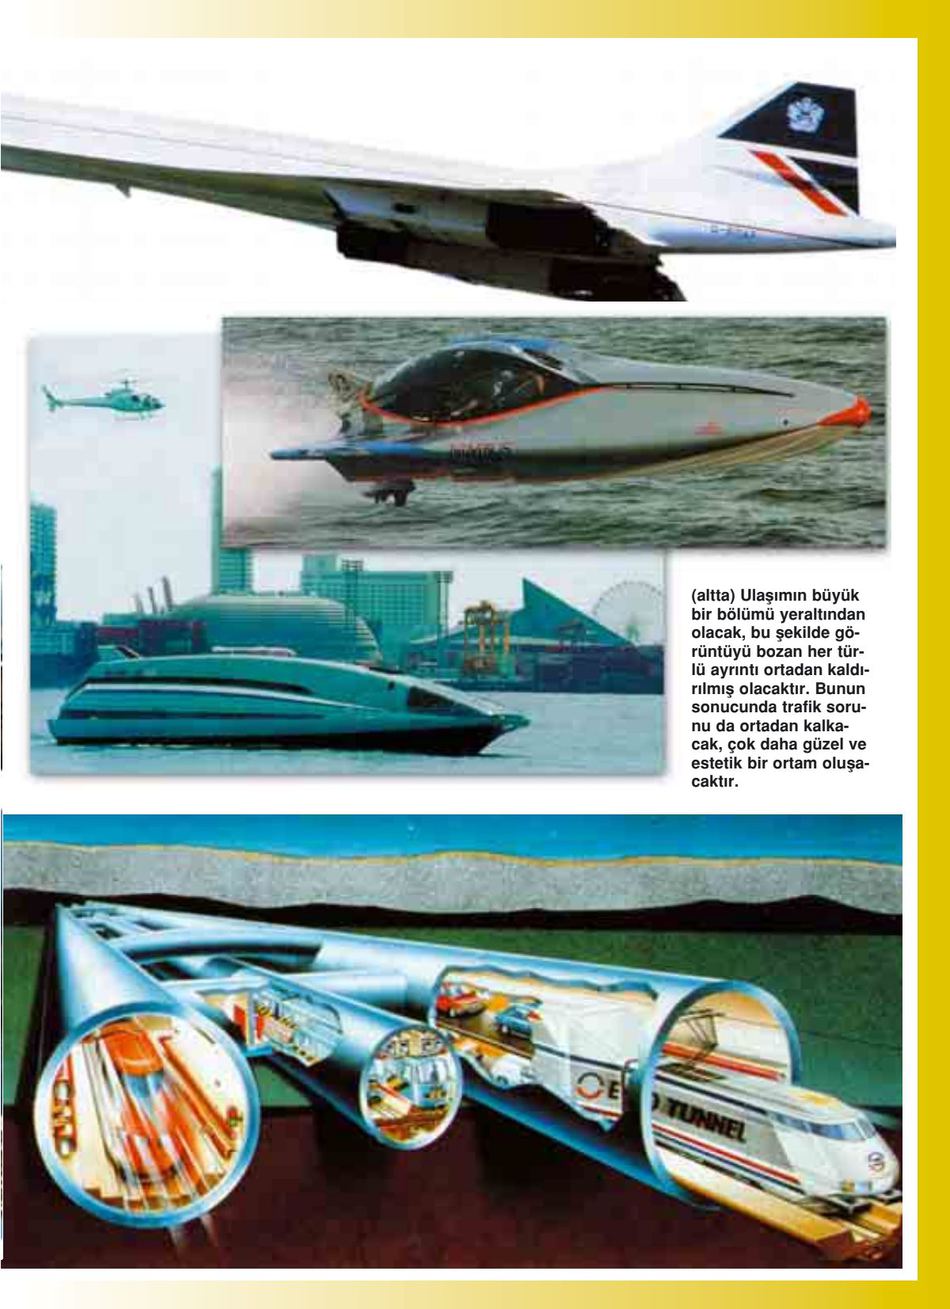 (altta) Ulaşımın büyük
bir bölümü yeraltından
olacak, bu şekilde gö-
rüntüyü bozan her tür-
lü ayrıntı ortadan kaldı-
rılmış olacaktır. Bunun
sonucunda trafik soru-
nu da ortadan kalka-
cak, çok daha güzel ve
estetik bir ortam oluşa-
caktır.
TUNNEL